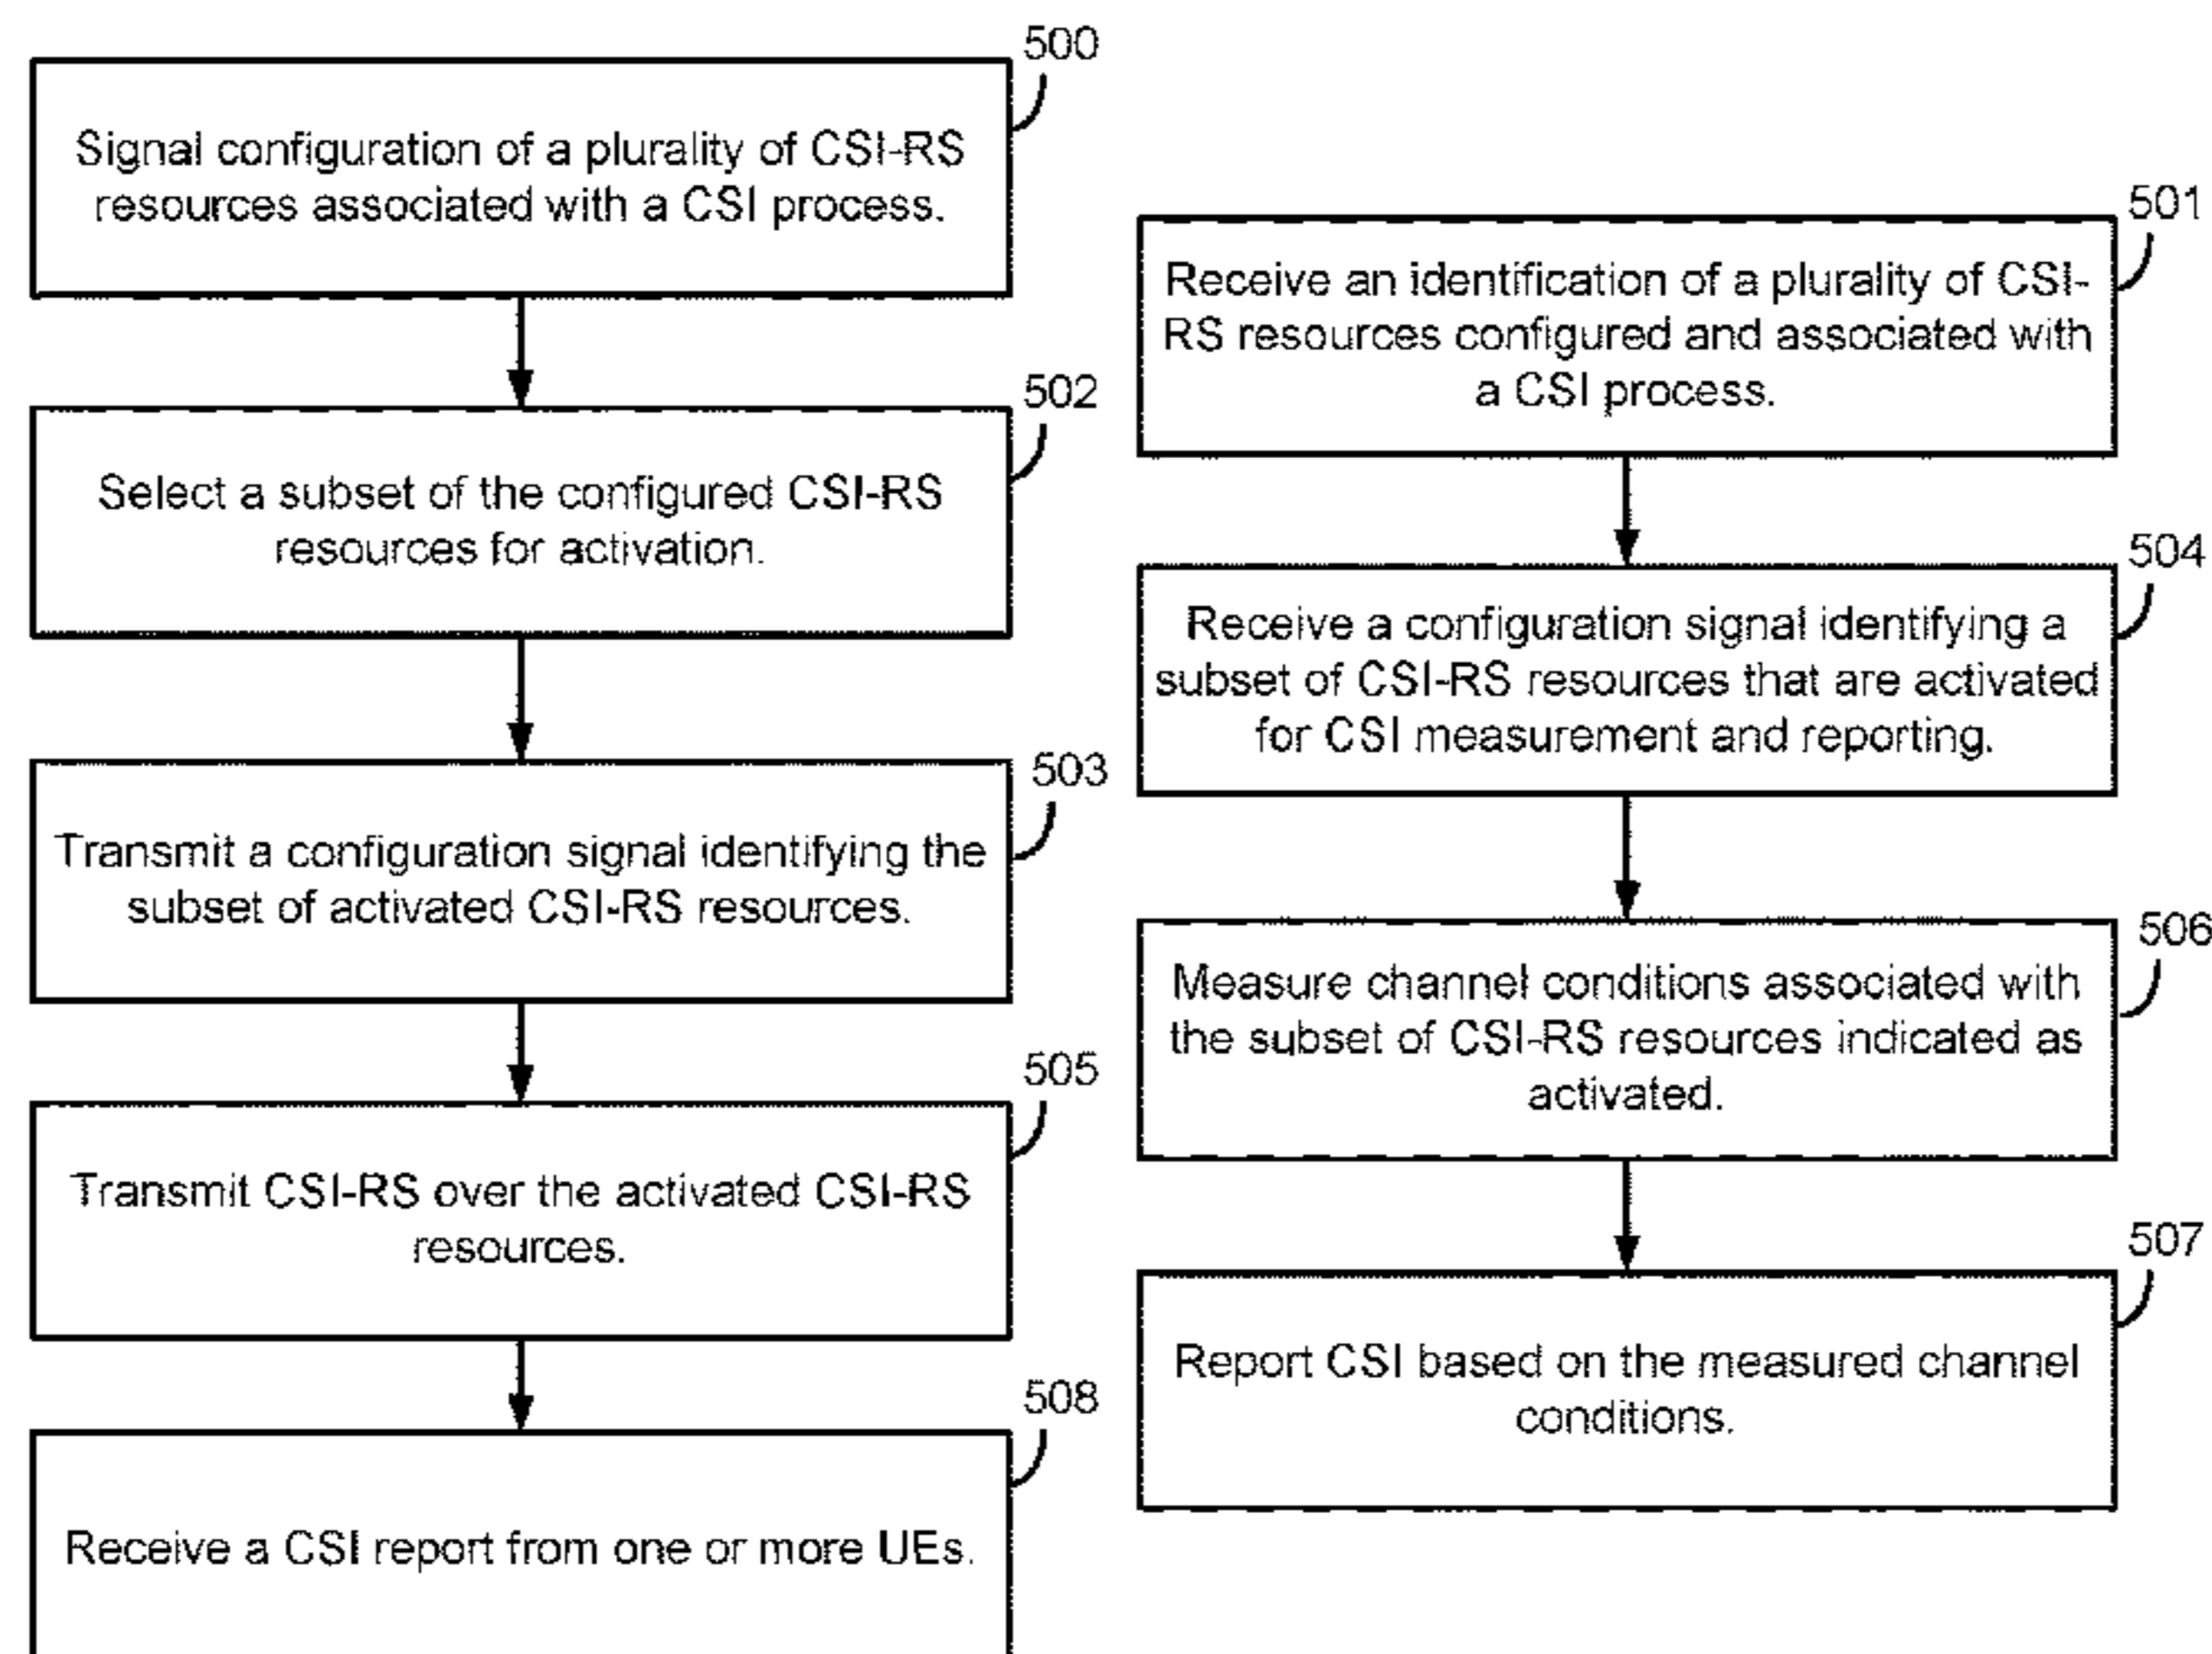 500
Signal configuration of a plurality of CSI-RS
resources associated with a CSI process.
502
Select a subset of the configured CSI-RS
resources for activation.
503
Transmit a configuration signal identifying the
subset of activated CSI-RS resources.
505
Transmit CSI-RS over the activated CSI-RS
resources.
508
Receive a CSI report from one or more UEs.
501
Receive an identification of a plurality of CSI-
RS resources configured and associated with
a CSI process.
504
Receive a configuration signal identifying a
subset of CSI-RS resources that are activated
for CSI measurement and reporting.
506
Measure channel conditions associated with
the subset of CSI-RS resources indicated as
activated.
507
Report CSI based on the measured channel
conditions.